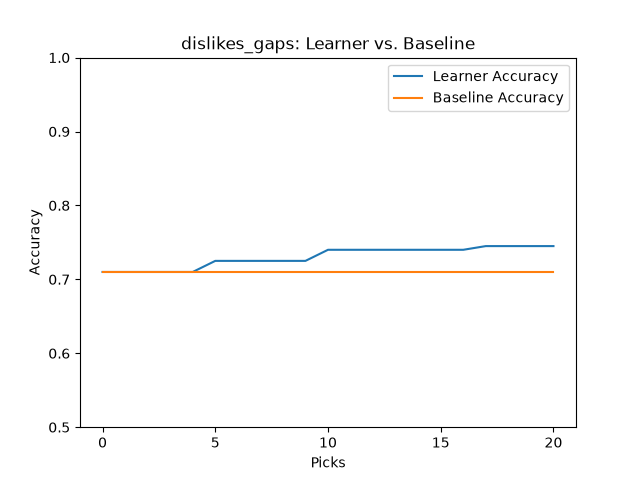 dislikes_gaps: Learner vs. Baseline
Learner Accuracy
Baseline Accuracy
Accuracy
1.0
0.9
0.8
0.7
0.6
0.5
0 5 10 15 20
Picks